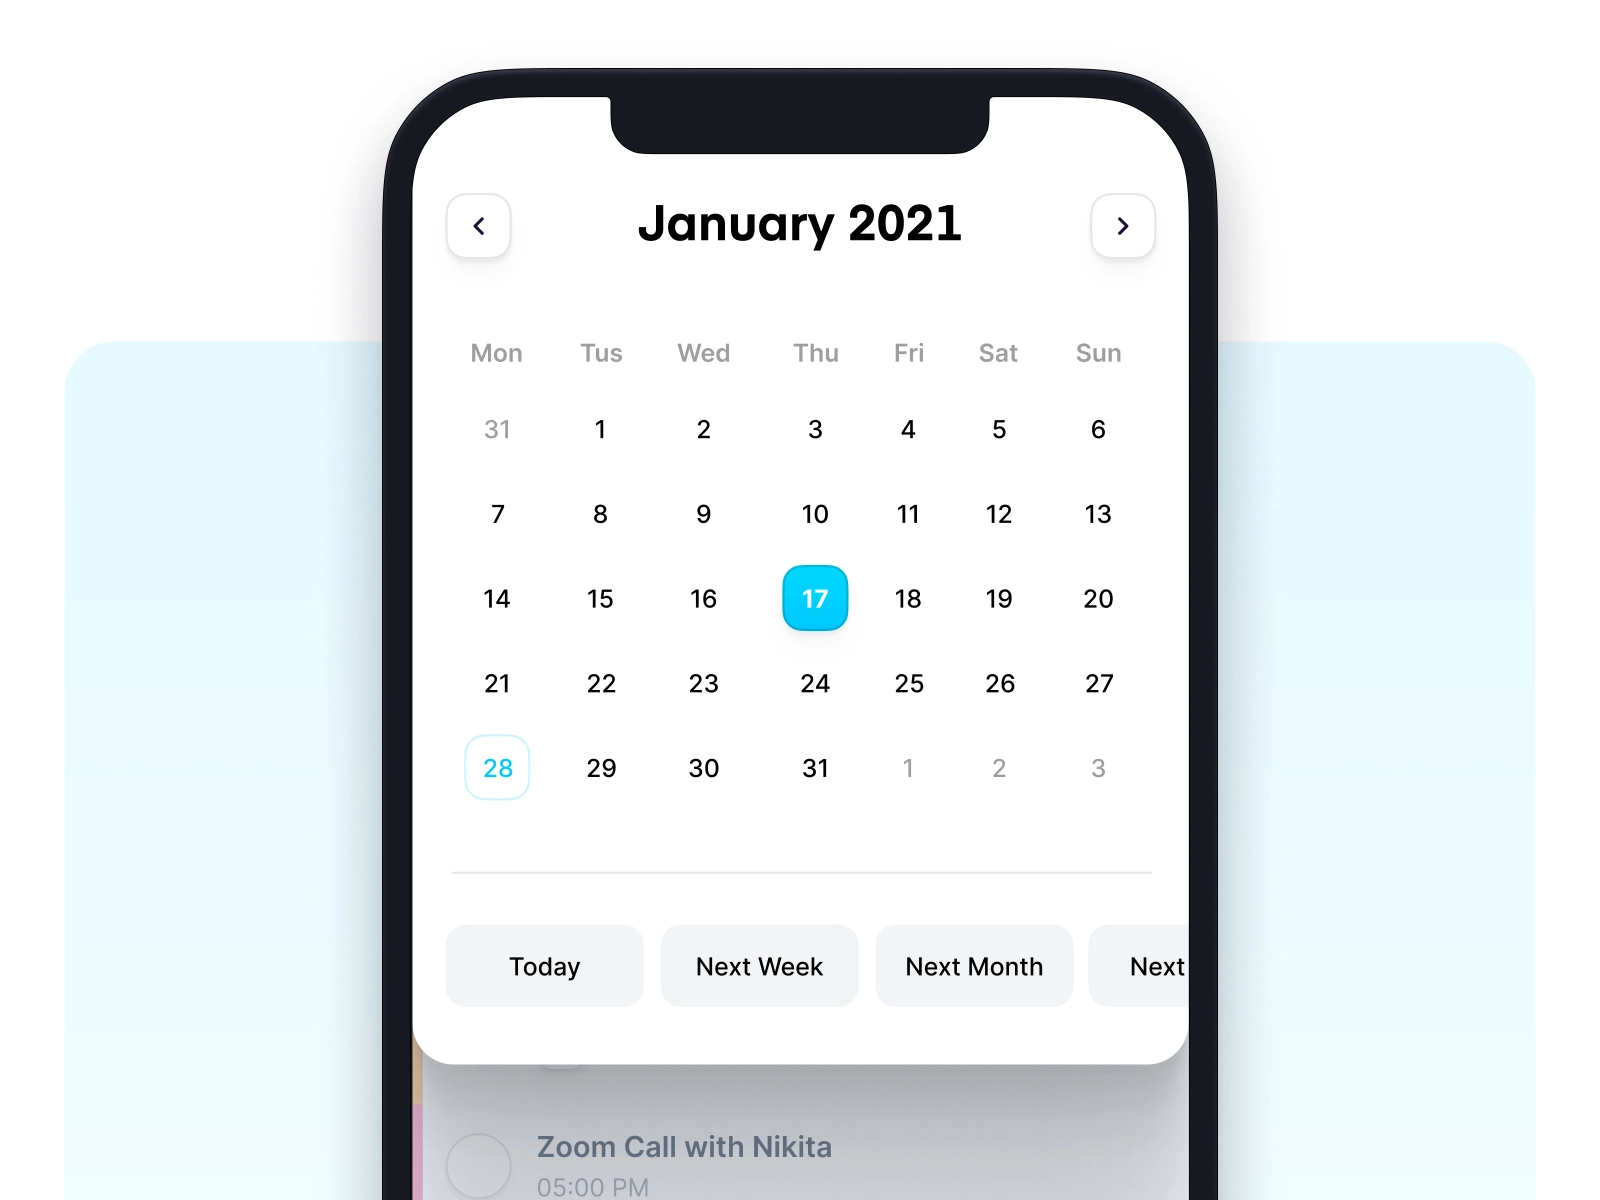 January 2021
Mon Tus Wed Thu Fri Sat Sun
31 1 2 3 4 5 6
7 8 9 10 11 12 13
14 15 16 17 18 19 20
21 22 23 24 25 26 27
28 29 30 31 1 2 3
Today Next Week Next Month Next
Zoom Call with Nikita
05:00 PM